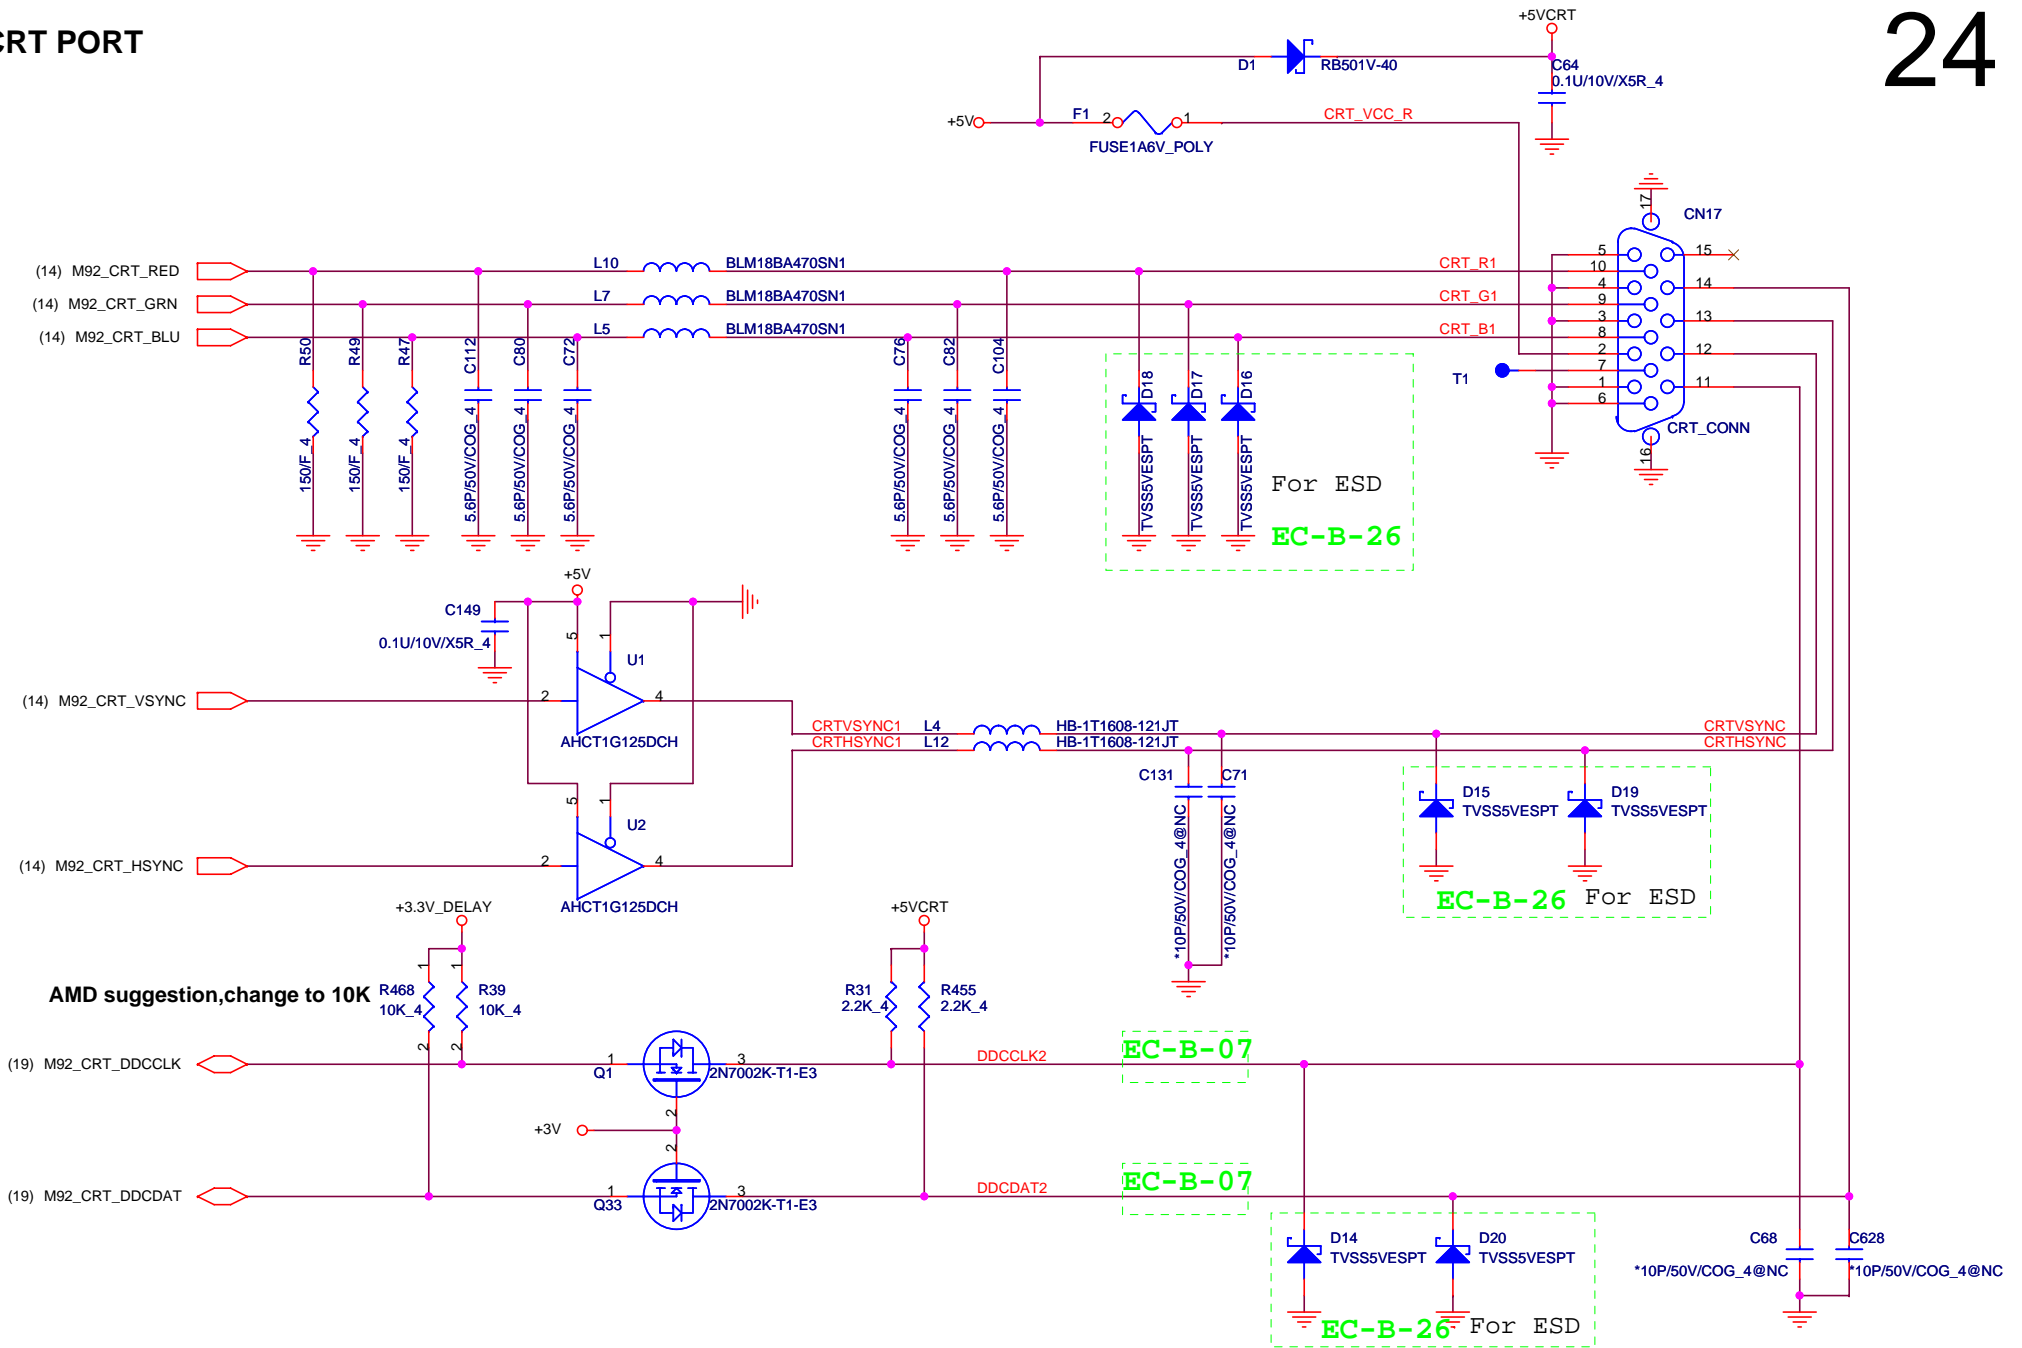 CRT PORT
24
+5VCRT
D1
RB501V-40
C64
0.1U/10V/X5R_4
+5V
F1
2
1
FUSE1A6V_POLY
CRT_VCC_R
17
CN17
(14) M92_CRT_RED
L10
BLM18BA470SN1
CRT_R1
(14) M92_CRT_GRN
L7
BLM18BA470SN1
CRT_G1
(14) M92_CRT_BLU
L5
BLM18BA470SN1
CRT_B1
5
10
4
9
3
8
2
7
1
6
15
14
13
12
11
T1
CRT_CONN
16
R50
150/F_4
R49
150/F_4
R47
150/F_4
C112
5.6P/50V/COG_4
C80
5.6P/50V/COG_4
C72
5.6P/50V/COG_4
C76
5.6P/50V/COG_4
C82
5.6P/50V/COG_4
C104
5.6P/50V/COG_4
D18
TVSS5VESPT
D17
TVSS5VESPT
D16
TVSS5VESPT
For ESD
EC-B-26
+5V
C149
0.1U/10V/X5R_4
5
1
U1
(14) M92_CRT_VSYNC
2
4
AHCT1G125DCH
CRTVSYNC1
L4
HB-1T1608-121JT
CRTVSYNC
CRTHSYNC1
L12
HB-1T1608-121JT
CRTHSYNC
5
1
U2
(14) M92_CRT_HSYNC
2
4
AHCT1G125DCH
C131
*10P/50V/COG_4@NC
C71
*10P/50V/COG_4@NC
D15
TVSS5VESPT
D19
TVSS5VESPT
EC-B-26
For ESD
+3.3V_DELAY
+5VCRT
AMD suggestion,change to 10K
1
2
R468
10K_4
1
2
R39
10K_4
R31
2.2K_4
R455
2.2K_4
(19) M92_CRT_DDCCLK
1
Q1
3
2N7002K-T1-E3
2
DDCCLK2
EC-B-07
+3V
2
(19) M92_CRT_DDCDAT
1
Q33
3
2N7002K-T1-E3
DDCDAT2
EC-B-07
D14
TVSS5VESPT
D20
TVSS5VESPT
EC-B-26
For ESD
C68
*10P/50V/COG_4@NC
C628
*10P/50V/COG_4@NC